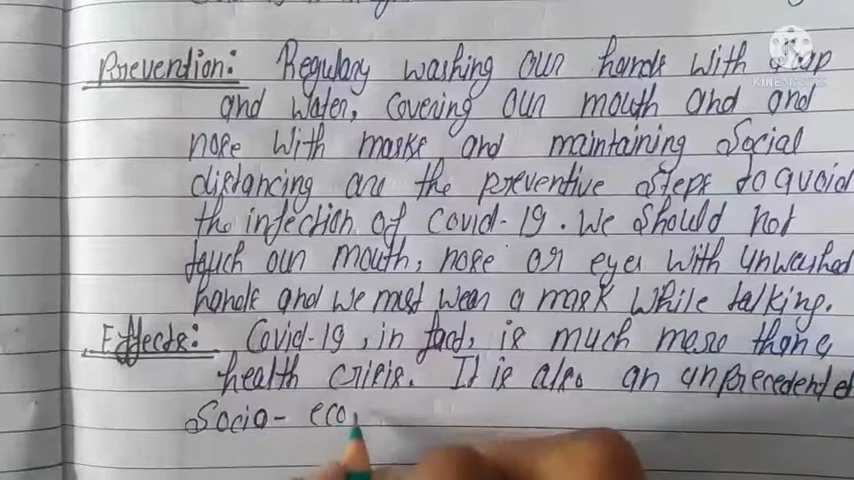 Prevention: Regulary washing our hands with Soap
and water, covering our mouth and and
nose with masks and maintaining Social
distancing are the preventive steps to avoid
the infection of Covid-19. We should not
touch our mouth, nose or eyes with unwashed
hands and we must wear a mask while talking.
Effects: Covid-19, in fact, is much more than a
health crisis. It is also an unprecedented
Socio- eco
KINEMASTER